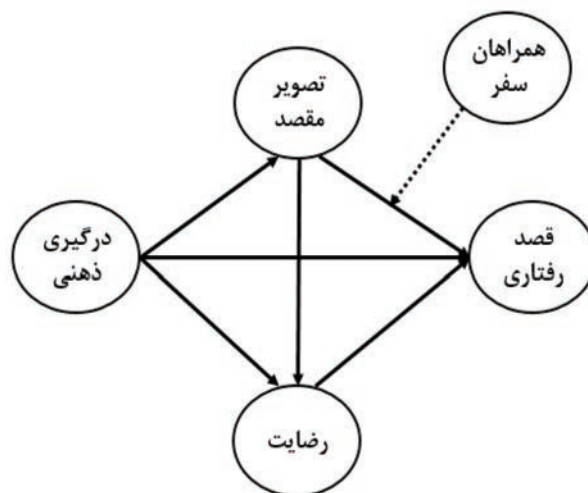 همراهان
سفر
تصویر
مقصد
درگیری
ذهنی
قصد
رفتاری
رضایت